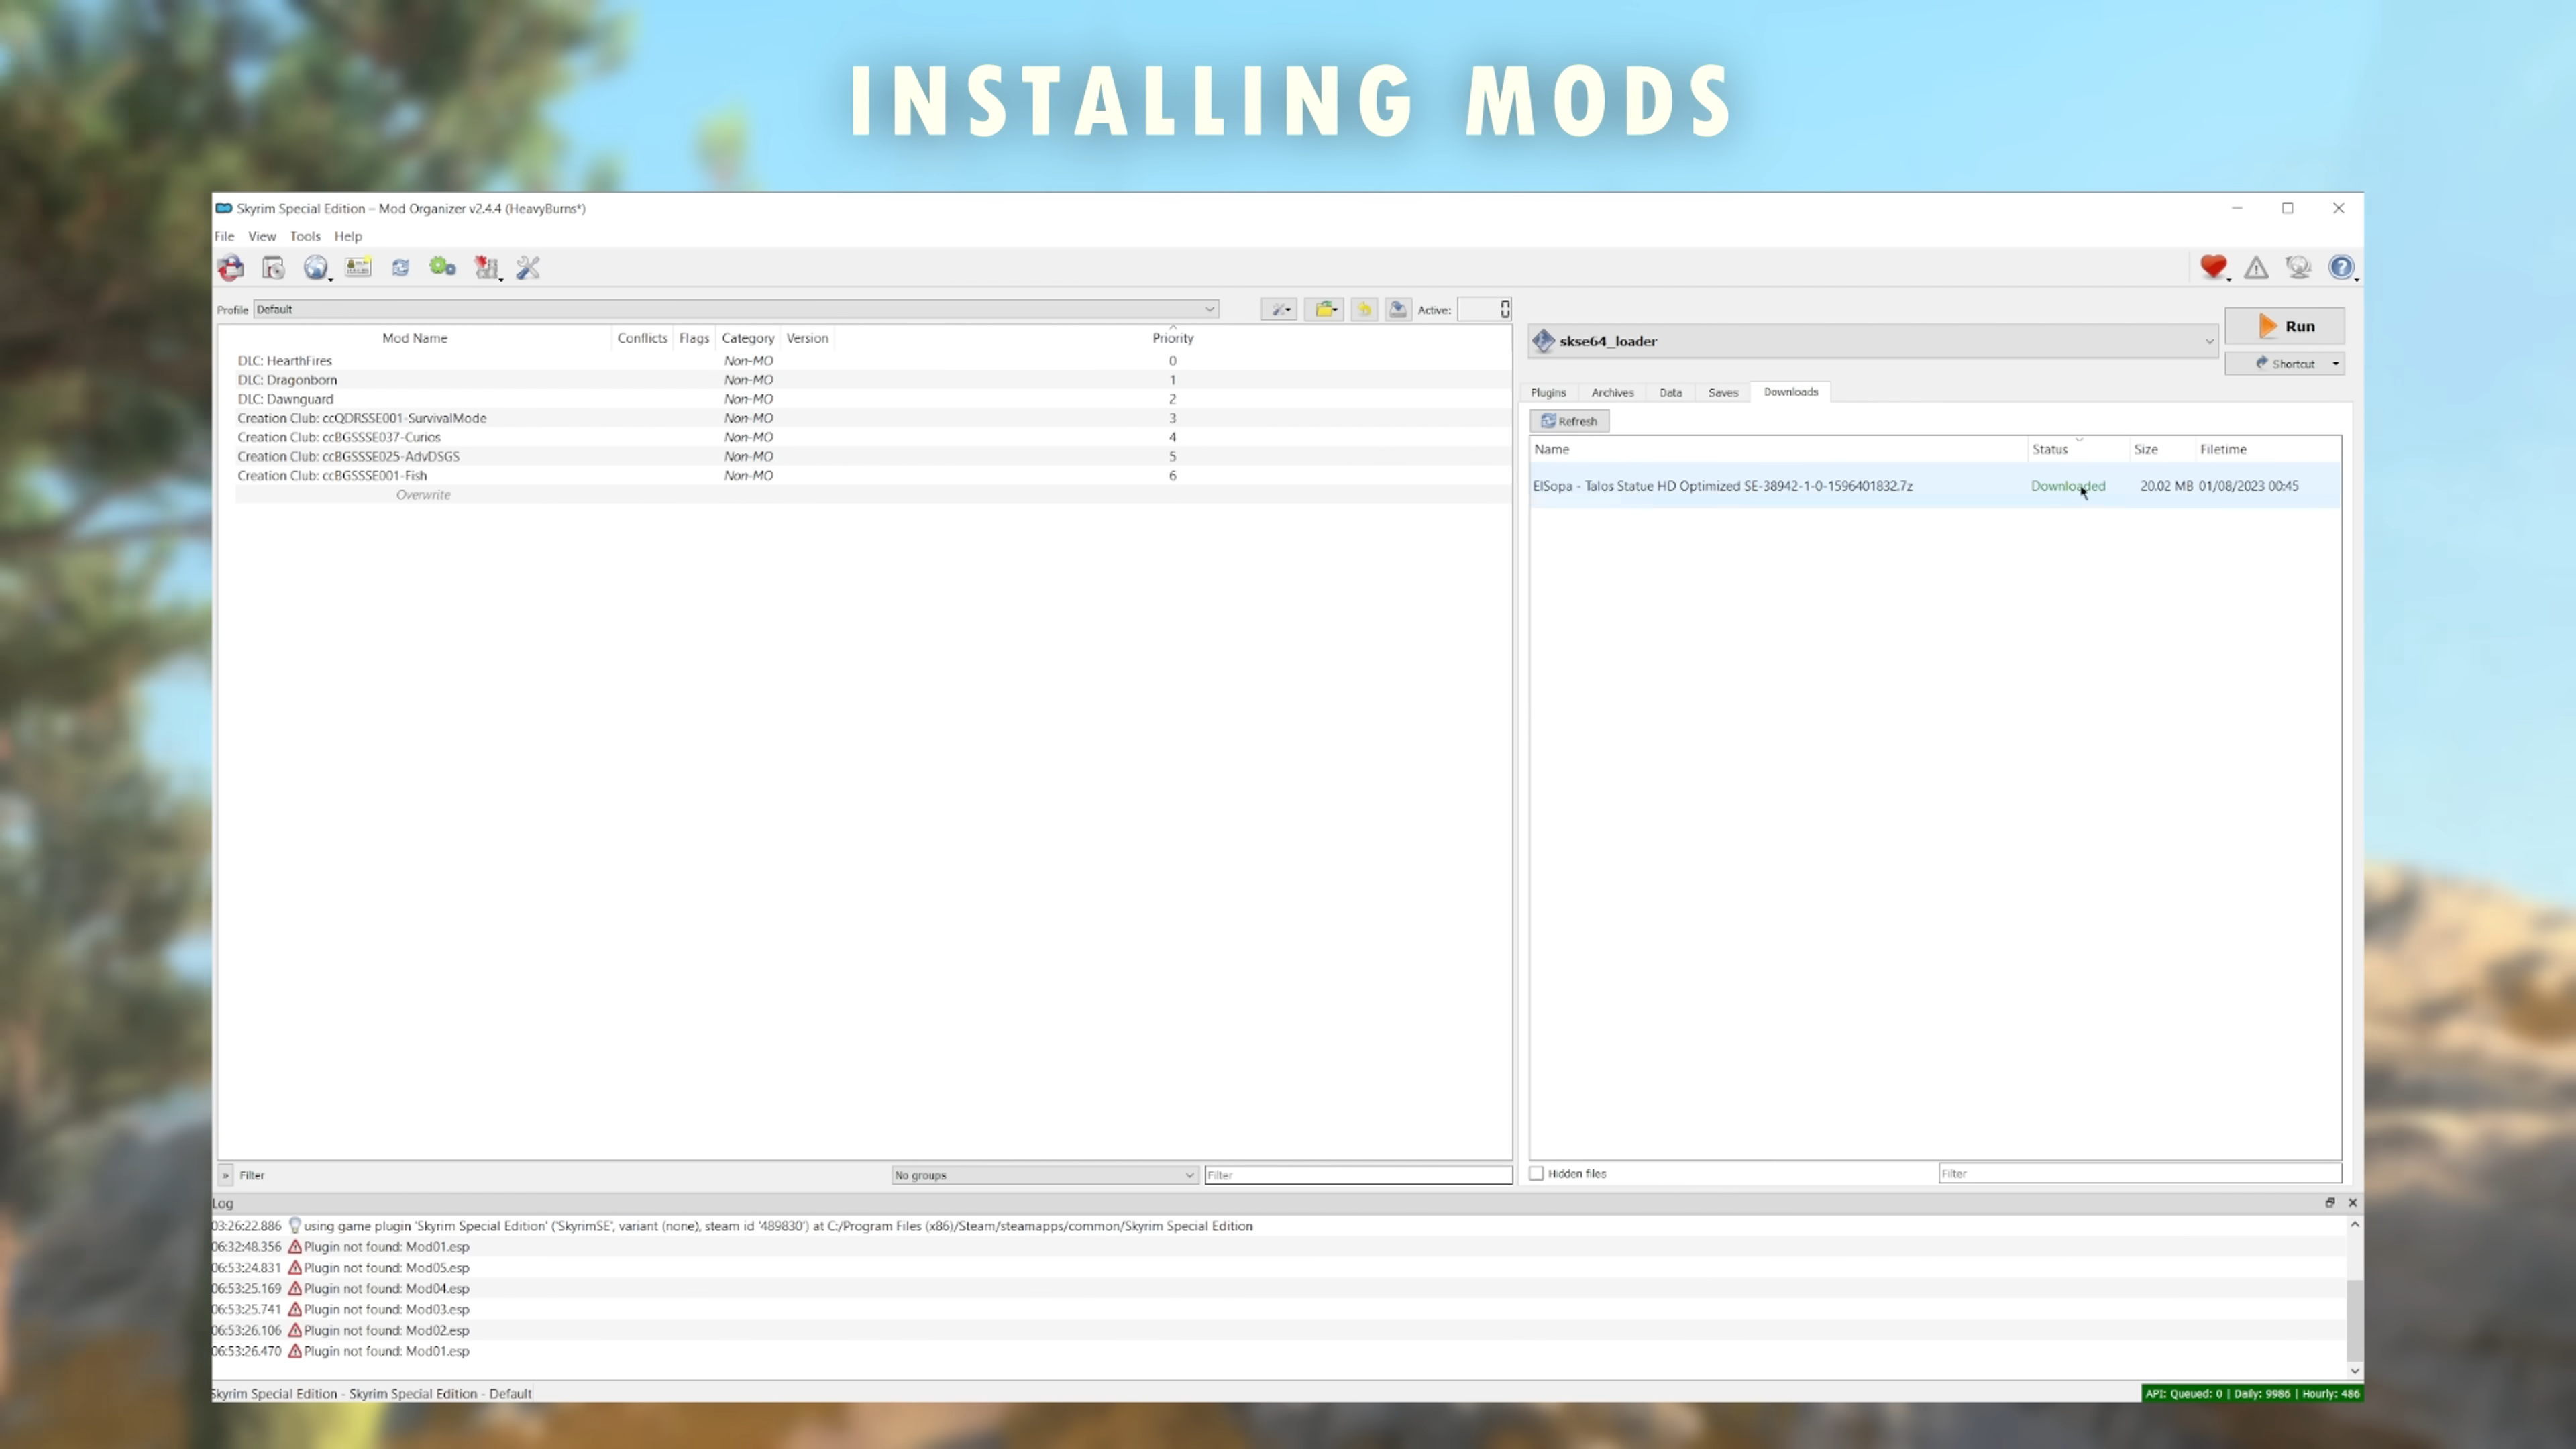 INSTALLING MODS
Skyrim Special Edition – Mod Organizer v2.4.4 (HeavyBurns*)
File View Tools Help
Profile Default Active: 0
Mod Name Conflicts Flags Category Version Priority
DLC: HearthFires Non-MO 0
DLC: Dragonborn Non-MO 1
DLC: Dawnguard Non-MO 2
Creation Club: ccQDRSSE001-SurvivalMode Non-MO 3
Creation Club: ccBGSSSE037-Curios Non-MO 4
Creation Club: ccBGSSSE025-AdvDSGS Non-MO 5
Creation Club: ccBGSSSE001-Fish Non-MO 6
Overwrite
No groups Filter
» Filter
skse64_loader
Run
Shortcut
Plugins Archives Data Saves Downloads
Refresh
Name Status Size Filetime
ElSopa - Talos Statue HD Optimized SE-38942-1-0-1596401832.7z Downloaded 20.02 MB 01/08/2023 00:45
Hidden files Filter
Log
03:26:22.886 using game plugin 'Skyrim Special Edition' ('SkyrimSE', variant (none), steam id '489830') at C:/Program Files (x86)/Steam/steamapps/common/Skyrim Special Edition
06:32:48.356 Plugin not found: Mod01.esp
06:53:24.831 Plugin not found: Mod05.esp
06:53:25.169 Plugin not found: Mod04.esp
06:53:25.741 Plugin not found: Mod03.esp
06:53:26.106 Plugin not found: Mod02.esp
06:53:26.470 Plugin not found: Mod01.esp
Skyrim Special Edition - Skyrim Special Edition - Default
API: Queued: 0 | Daily: 9986 | Hourly: 486